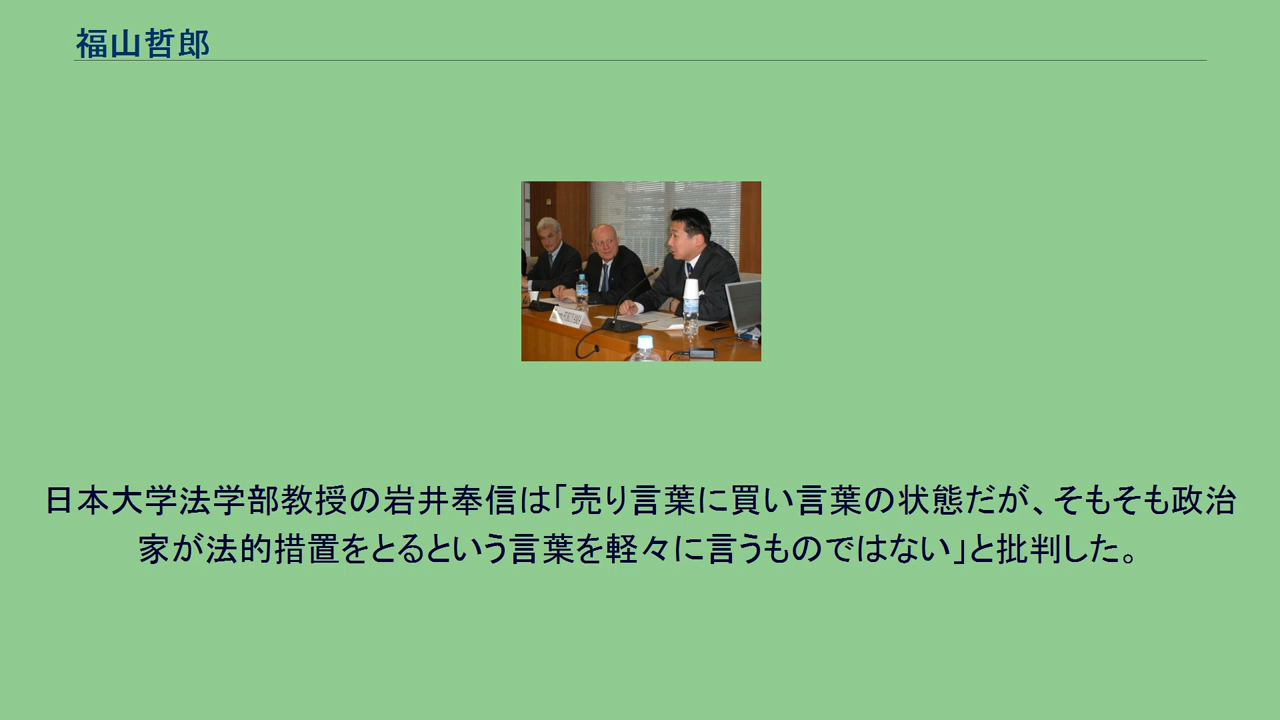 福山哲郎
日本大学法学部教授の岩井奉信は「売り言葉に買い言葉の状態だが、そもそも政治
家が法的措置をとるという言葉を軽々に言うものではない」と批判した。